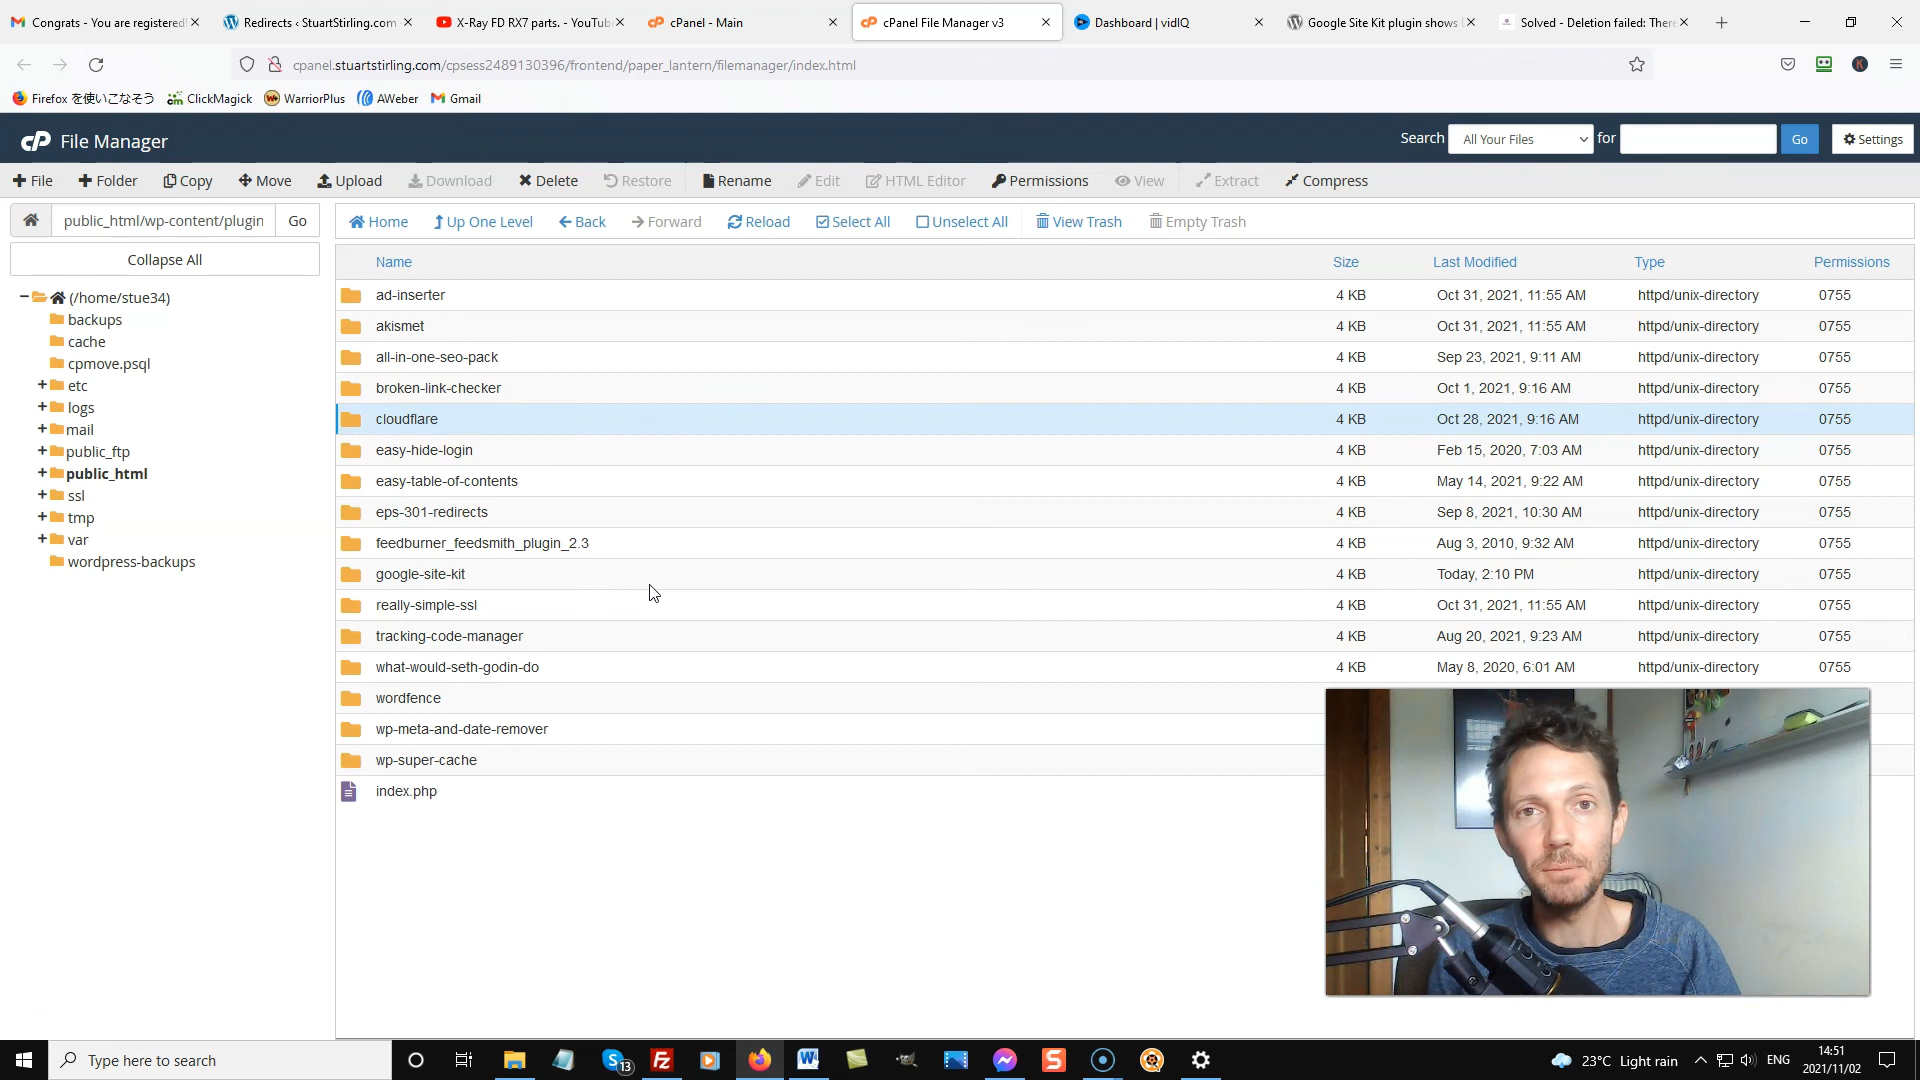 Congrats - You are registered!
Redirects ‹ StuartStirling.com
X-Ray FD RX7 parts. - YouTube
cPanel - Main
cPanel File Manager v3
Dashboard | vidIQ
Google Site Kit plugin shows
Solved - Deletion failed: There
cpanel.stuartstirling.com/cpsess2489130396/frontend/paper_lantern/filemanager/index.html
Firefox を使いこなそう
ClickMagick
WarriorPlus
AWeber
Gmail
cP File Manager
Search
All Your Files
for
Go
Settings
File
Folder
Copy
Move
Upload
Download
Delete
Restore
Rename
Edit
HTML Editor
Permissions
View
Extract
Compress
public_html/wp-content/plugin
Go
Home
Up One Level
Back
Forward
Reload
Select All
Unselect All
View Trash
Empty Trash
Collapse All
(/home/stue34)
backups
cache
cpmove.psql
etc
logs
mail
public_ftp
public_html
ssl
tmp
var
wordpress-backups
Name Size Last Modified Type Permissions
ad-inserter 4 KB Oct 31, 2021, 11:55 AM httpd/unix-directory 0755
akismet 4 KB Oct 31, 2021, 11:55 AM httpd/unix-directory 0755
all-in-one-seo-pack 4 KB Sep 23, 2021, 9:11 AM httpd/unix-directory 0755
broken-link-checker 4 KB Oct 1, 2021, 9:16 AM httpd/unix-directory 0755
cloudflare 4 KB Oct 28, 2021, 9:16 AM httpd/unix-directory 0755
easy-hide-login 4 KB Feb 15, 2020, 7:03 AM httpd/unix-directory 0755
easy-table-of-contents 4 KB May 14, 2021, 9:22 AM httpd/unix-directory 0755
eps-301-redirects 4 KB Sep 8, 2021, 10:30 AM httpd/unix-directory 0755
feedburner_feedsmith_plugin_2.3 4 KB Aug 3, 2010, 9:32 AM httpd/unix-directory 0755
google-site-kit 4 KB Today, 2:10 PM httpd/unix-directory 0755
really-simple-ssl 4 KB Oct 31, 2021, 11:55 AM httpd/unix-directory 0755
tracking-code-manager 4 KB Aug 20, 2021, 9:23 AM httpd/unix-directory 0755
what-would-seth-godin-do 4 KB May 8, 2020, 6:01 AM httpd/unix-directory 0755
wordfence
wp-meta-and-date-remover
wp-super-cache
index.php
Type here to search
13
23°C Light rain
ENG
14:51
2021/11/02